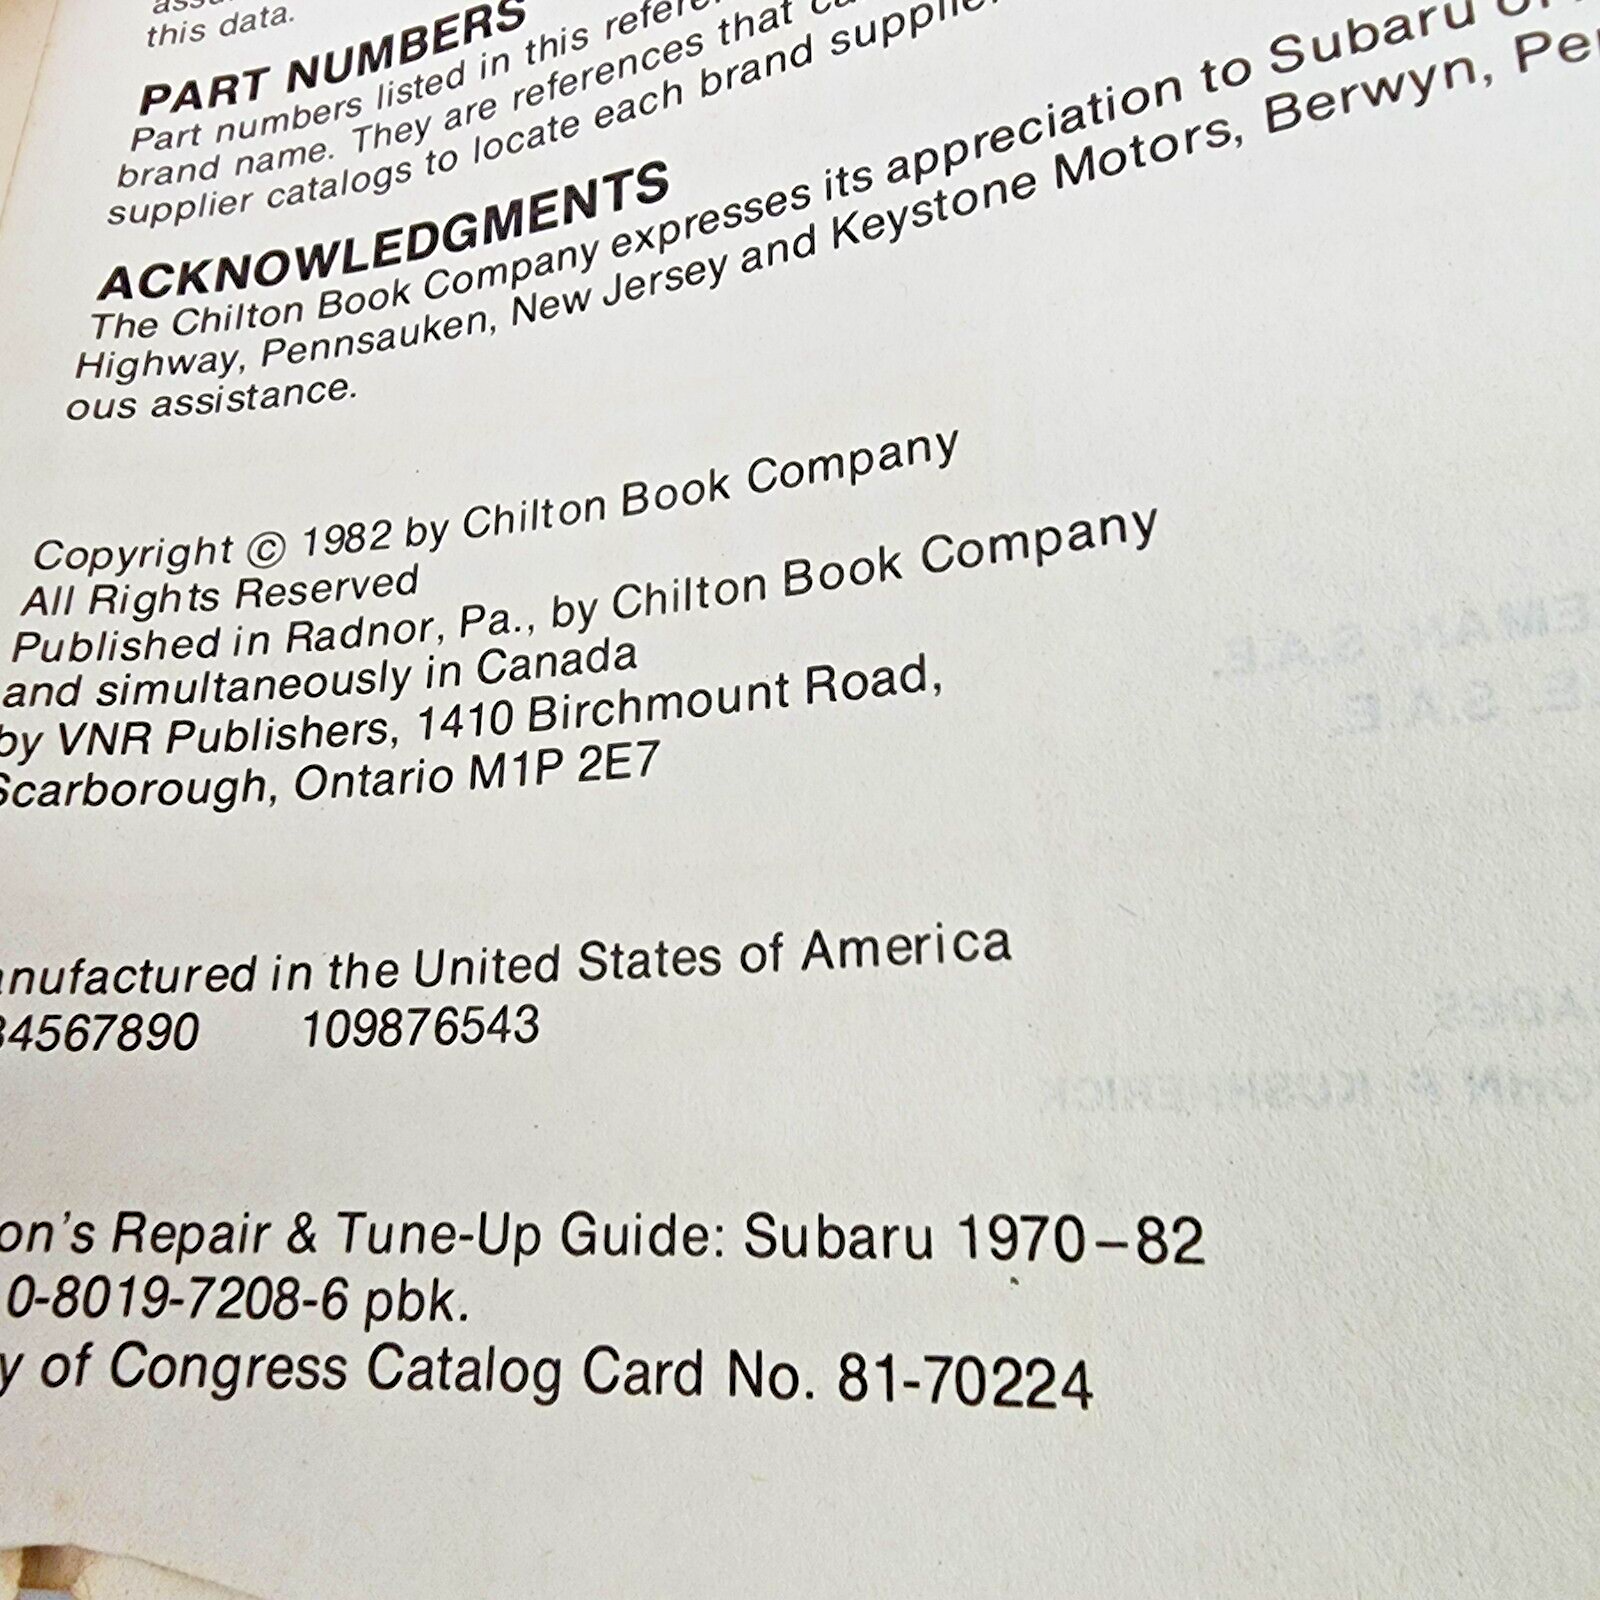 this data.
PART NUMBERS
Part numbers listed in this
brand name. They are references that
supplier catalogs to locate each brand
ACKNOWLEDGMENTS
The Chilton Book Company expresses its appreciation to Subaru
Highway, Pennsauken, New Jersey and Keystone Motors, Berwyn,
ous assistance.
Copyright © 1982 by Chilton Book Company
All Rights Reserved
Published in Radnor, Pa., by Chilton Book Company
and simultaneously in Canada
by VNR Publishers, 1410 Birchmount Road,
Scarborough, Ontario M1P 2E7
anufactured in the United States of America
34567890 109876543
on's Repair & Tune-Up Guide: Subaru 1970–82
0-8019-7208-6 pbk.
y of Congress Catalog Card No. 81-70224